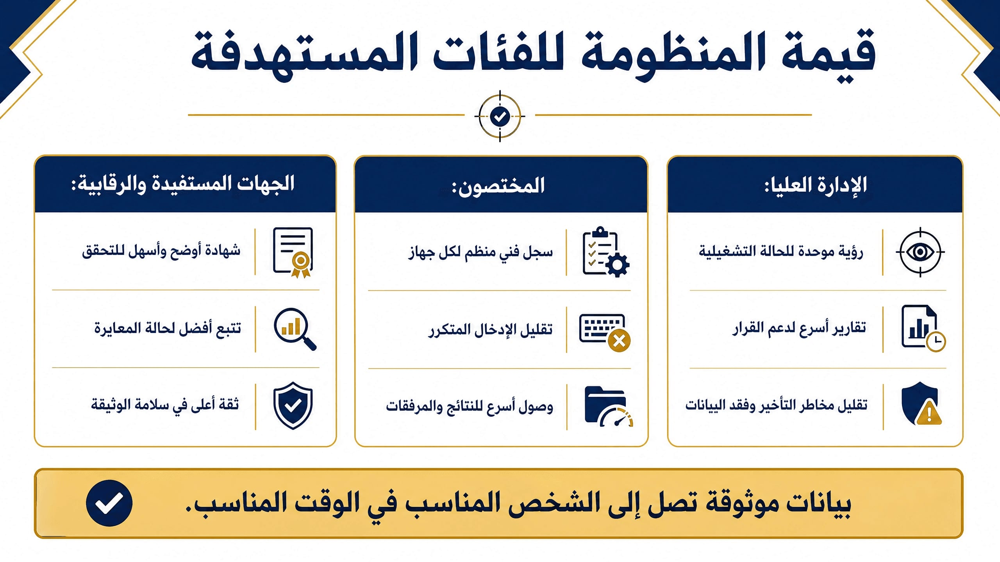 قيمة المنظومة للفئات المستهدفة
الإدارة العليا:
رؤية موحدة للحالة التشغيلية
تقارير أسرع لدعم القرار
تقليل مخاطر التأخير وفقد البيانات
المختصون:
سجل فني منظم لكل جهاز
تقليل الإدخال المتكرر
وصول أسرع للنتائج والمرفقات
الجهات المستفيدة والرقابية:
شهادة أوضح وأسهل للتحقق
تتبع أفضل لحالة المعايرة
ثقة أعلى في سلامة الوثيقة
بيانات موثوقة تصل إلى الشخص المناسب في الوقت المناسب.